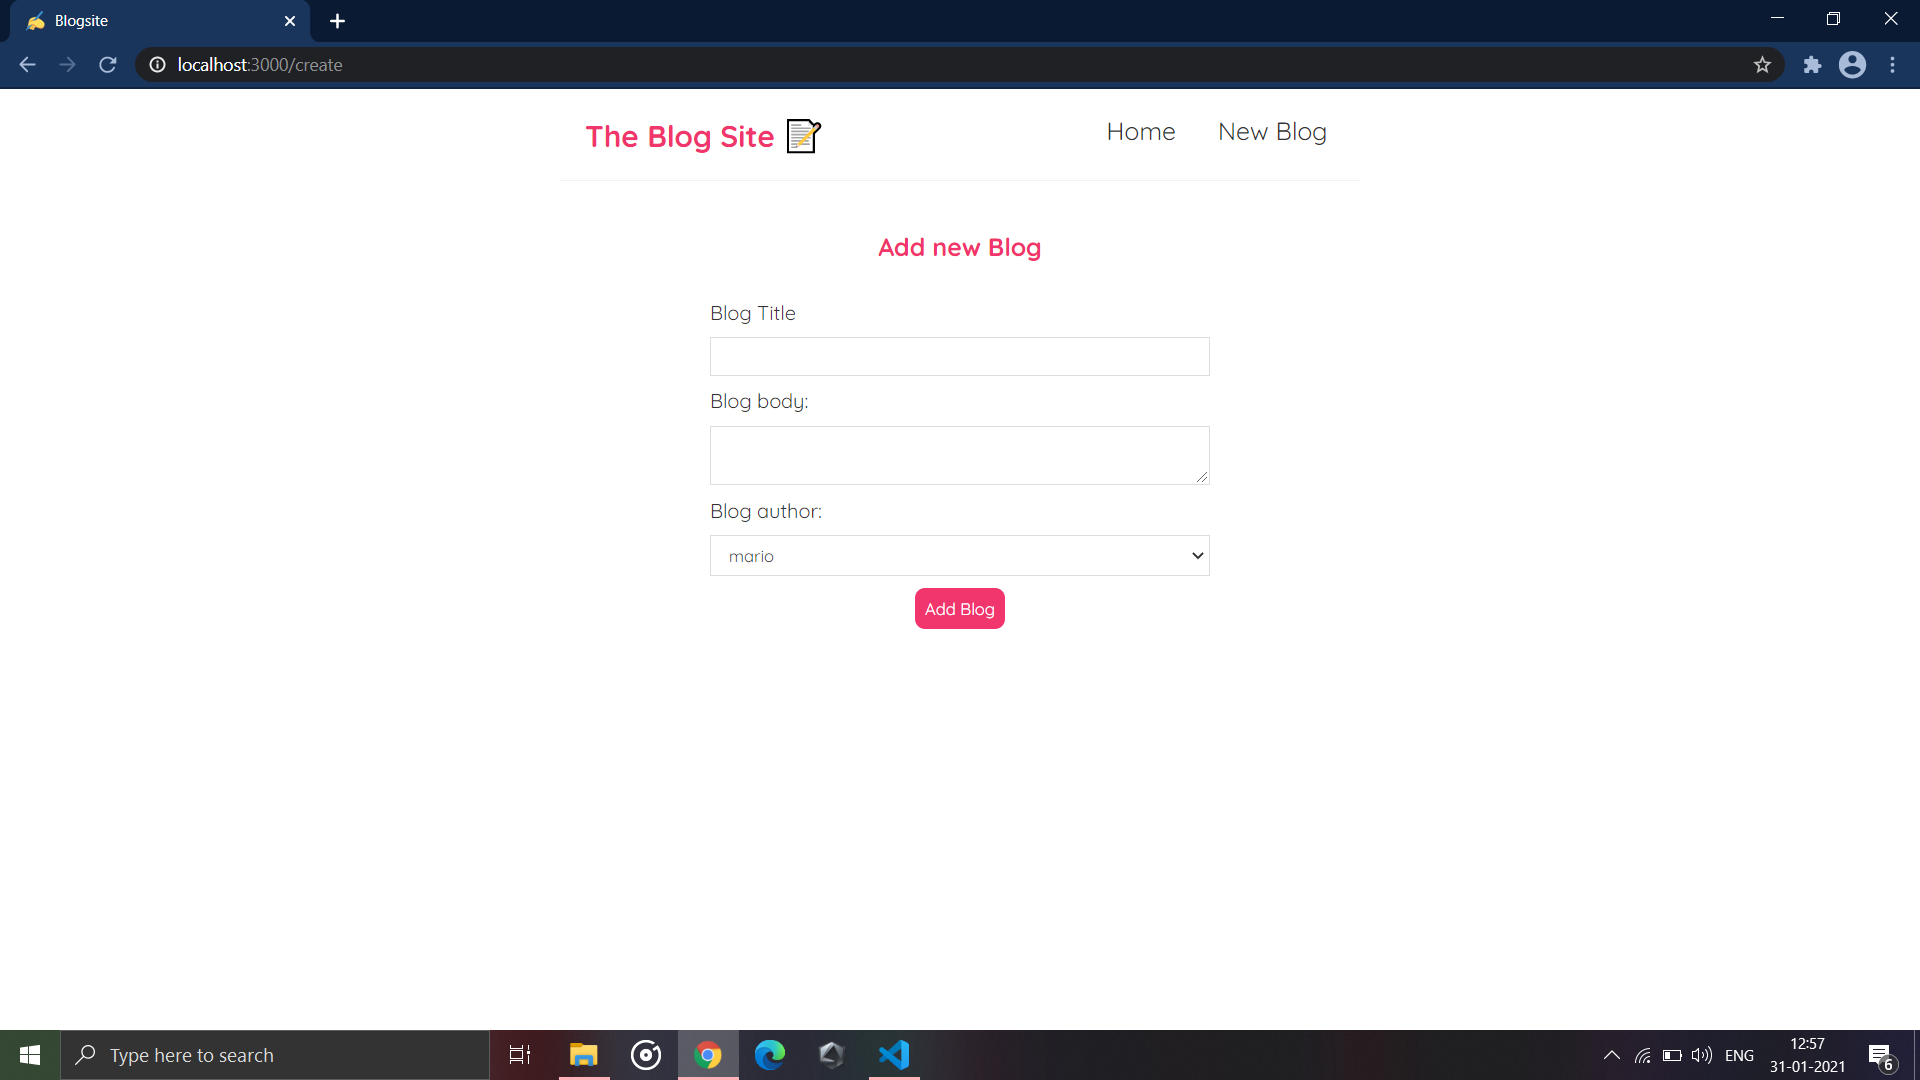 Blogsite
localhost:3000/create
The Blog Site
Home
New Blog
Add new Blog
Blog Title
Blog body:
Blog author:
mario
Add Blog
Type here to search
ENG
12:57
31-01-2021
6